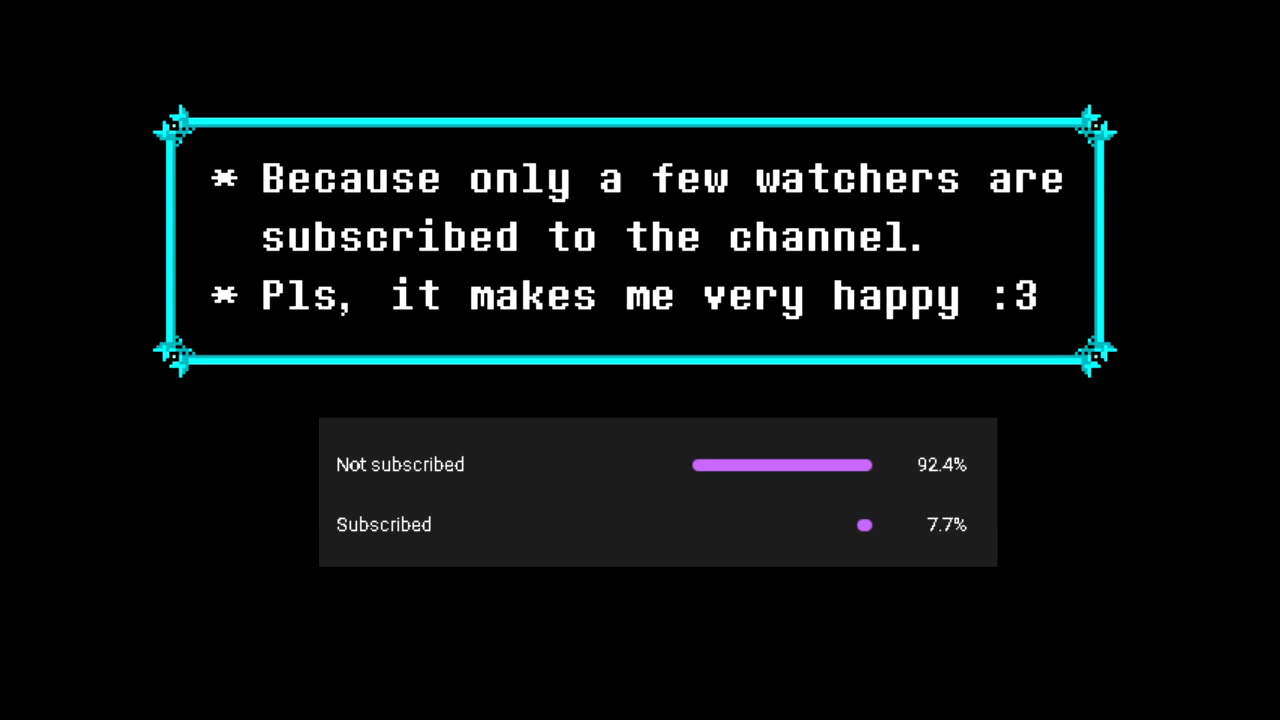 * Because only a few watchers are
subscribed to the channel.
* Pls, it makes me very happy :3
Not subscribed 92.4%
Subscribed 7.7%